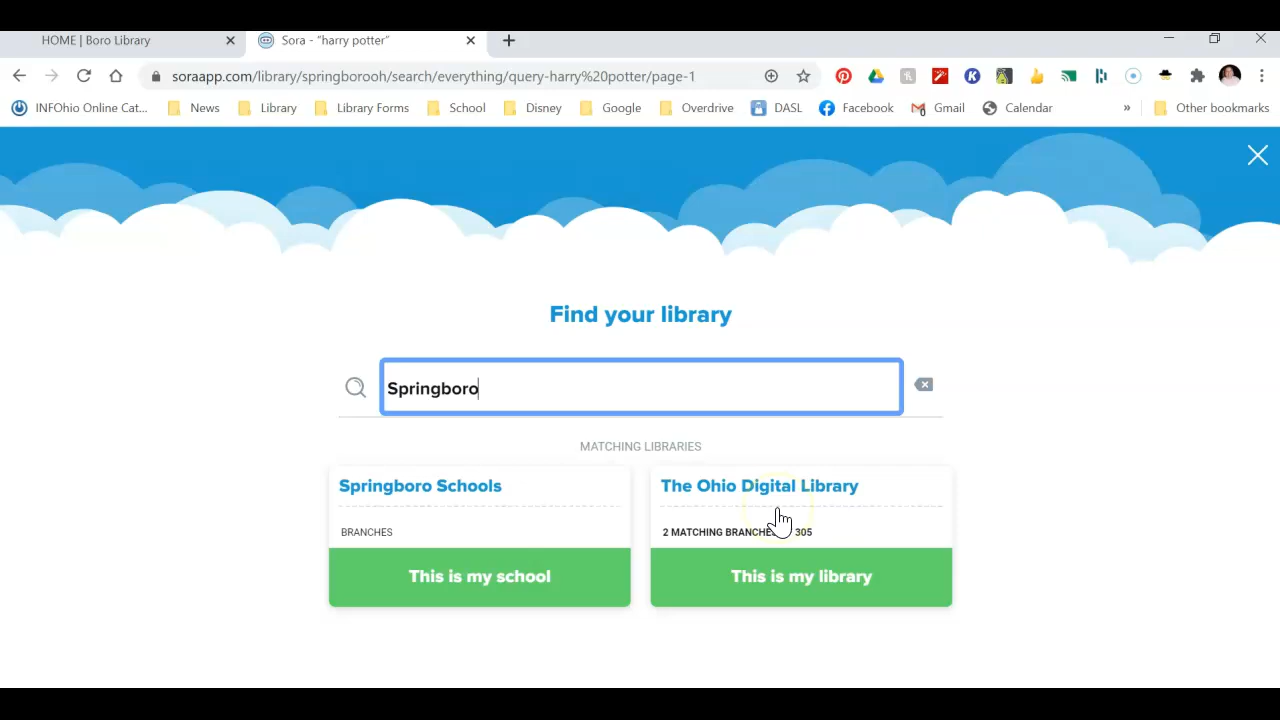 HOME | Boro Library
Sora - "harry potter"
soraapp.com/library/springborooh/search/everything/query-harry%20potter/page-1
INFOhio Online Cat... News Library Library Forms School Disney Google Overdrive DASL Facebook Gmail Calendar » Other bookmarks
Find your library
Springboro
MATCHING LIBRARIES
Springboro Schools
BRANCHES
This is my school
The Ohio Digital Library
2 MATCHING 305
This is my library